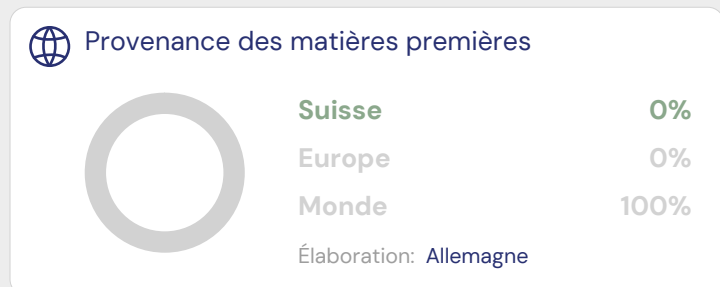 Provenance des matières premières
Suisse 0%
Europe 0%
Monde 100%
Élaboration: Allemagne